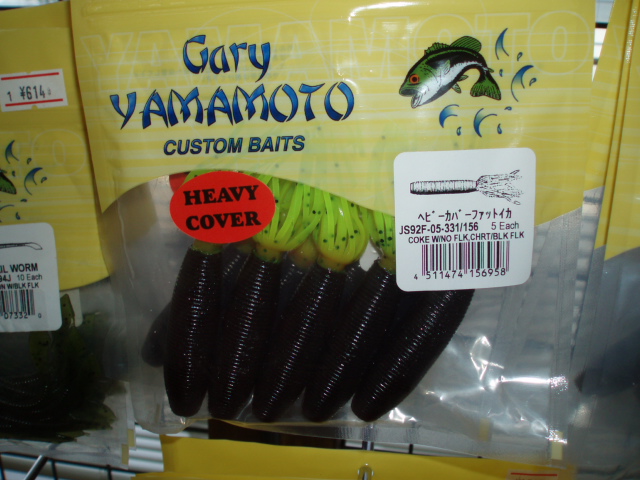 YAMAMOTO
Gary
YAMAMOTO
CUSTOM BAITS
HEAVY
COVER
ヘビーカバーファットイカ
JS92F-05-331/156 5 Each
COKE W/NO FLK,CHRT/BLK FLK
4 511474 156958
1 ¥614
WORM
10 Each
W/BLK FLK
07332